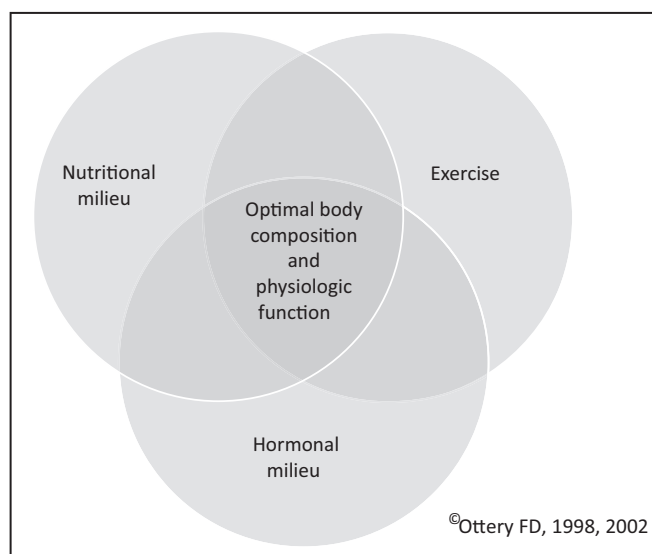 Nutritional
milieu
Exercise
Optimal body
composition
and
physiologic
function
Hormonal
milieu
©Ottery FD, 1998, 2002